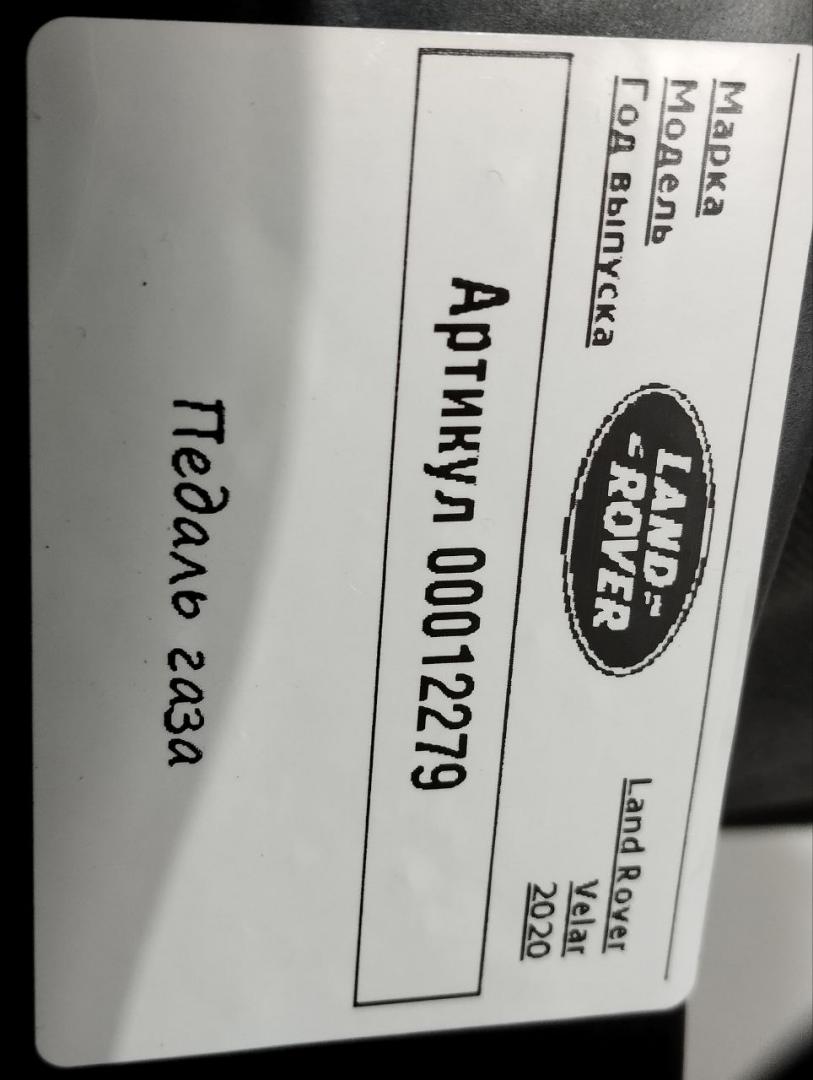 Марка Land Rover
Модель Velar
Год выпуска 2020
LAND
ROVER
Артикул 00012279
Педаль газа